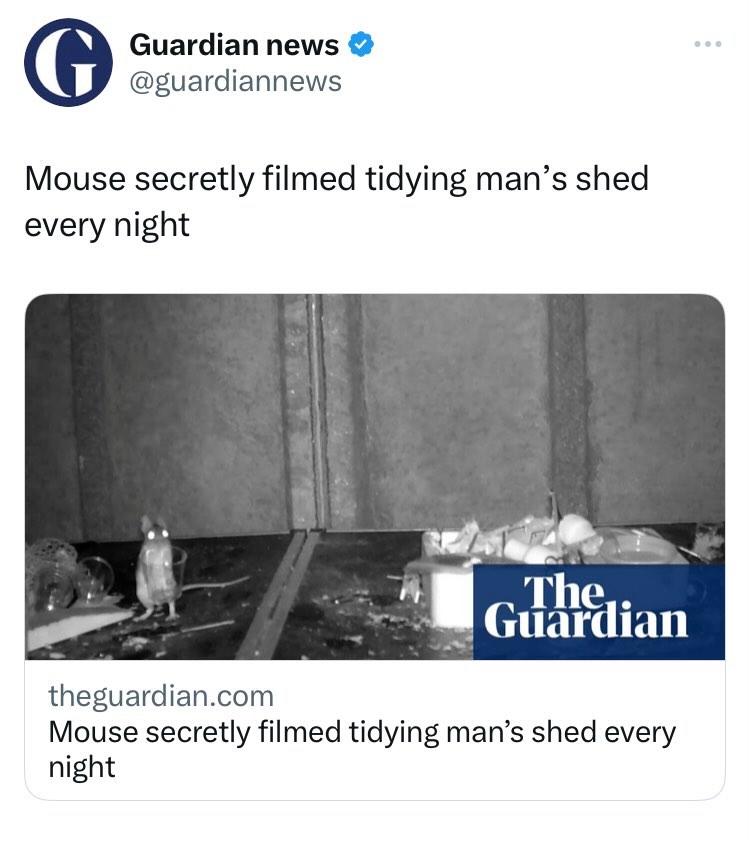 Guardian news
@guardiannews
Mouse secretly filmed tidying man’s shed
every night
The
Guardian
theguardian.com
Mouse secretly filmed tidying man’s shed every
night